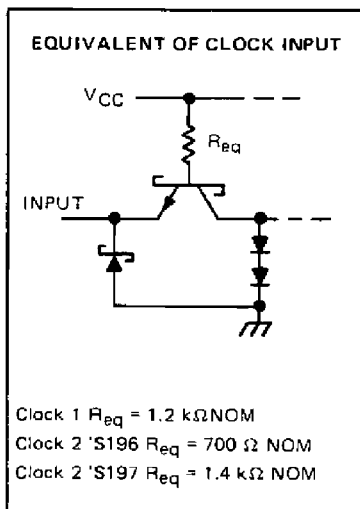 EQUIVALENT OF CLOCK INPUT
VCC
Req
INPUT
Clock 1 Req = 1.2 kΩ NOM
Clock 2 'S196 Req = 700 Ω NOM
Clock 2 'S197 Req = 1.4 kΩ NOM